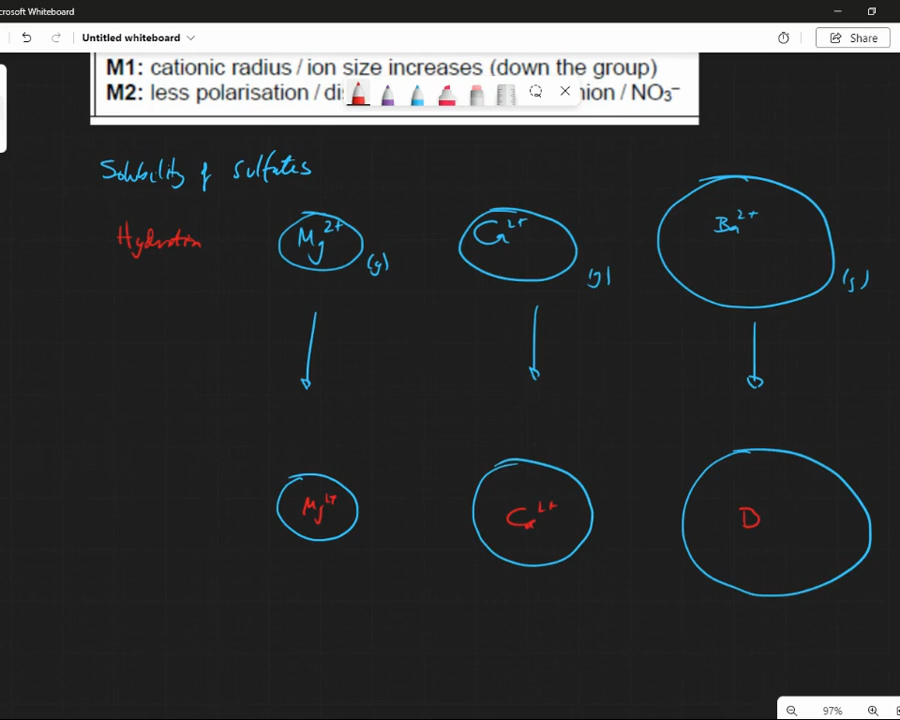 crosoft Whiteboard
Untitled whiteboard
Share
M1: cationic radius / ion size increases (down the group)
M2: less polarisation / di nion / NO₃⁻
Solubility of sulfates
Hydration
Mg²⁺ (g)
Ca²⁺ (g)
Ba²⁺ (g)
Mg²⁺
Ca²⁺
D
97%